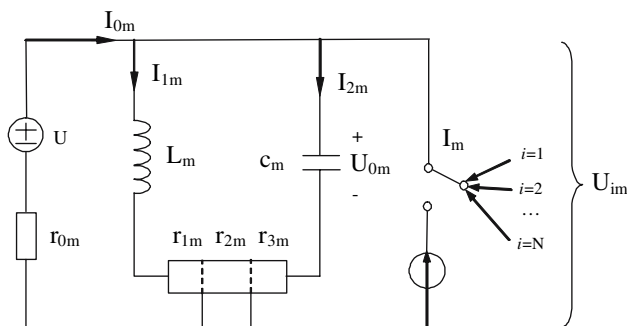 I0m
I1m
I2m
U
Lm
cm
+
U0m
-
Im
i=1
i=2
...
i=N
Uim
r0m
r1m
r2m
r3m